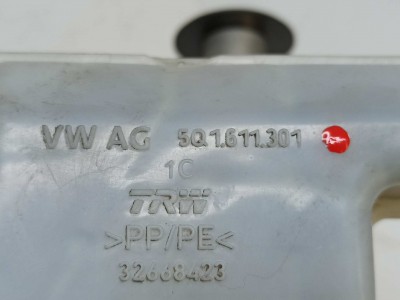 VW AG 5Q1.611.301
1C
TRW
>PP/PE<
32668423